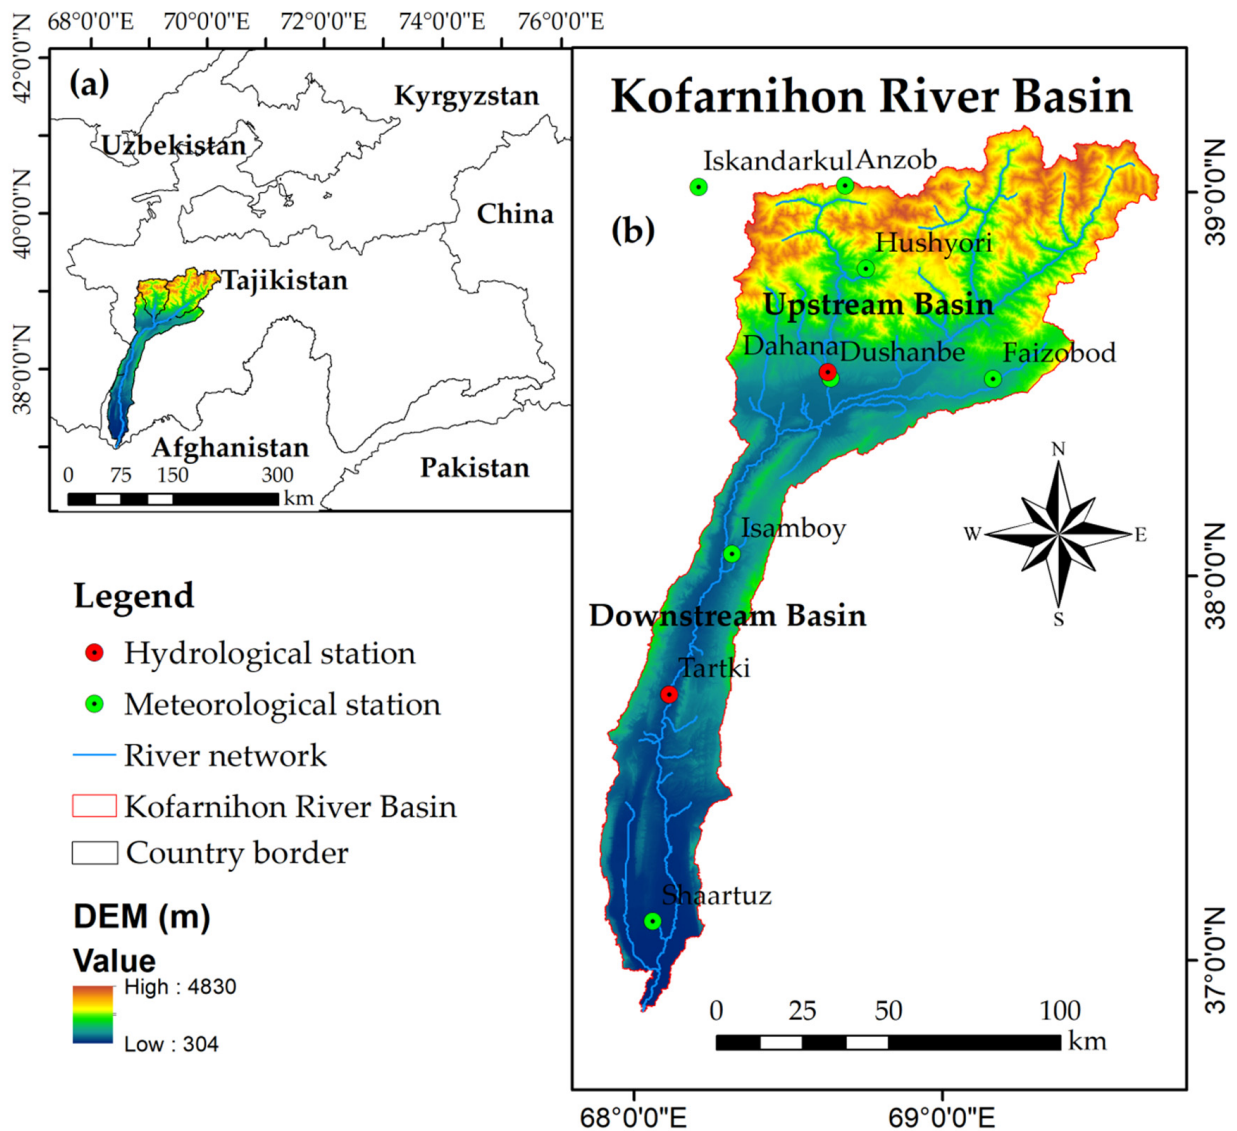 68°0'0"E 70°0'0"E 72°0'0"E 74°0'0"E 76°0'0"E
42°0'0"N
40°0'0"N
38°0'0"N
(a)
Kyrgyzstan
Uzbekistan
China
Tajikistan
Afghanistan
Pakistan
0 75 150 300
km
Legend
Hydrological station
Meteorological station
River network
Kofarnihon River Basin
Country border
DEM (m)
Value
High : 4830
Low : 304
Kofarnihon River Basin
(b)
Iskandarkul Anzob
Hushyori
Upstream Basin
Dahana Dushanbe Faizobod
Isamboy
Downstream Basin
Tartki
Shaartuz
N
W E
S
0 25 50 100
km
39°0'0"N
38°0'0"N
37°0'0"N
68°0'0"E 69°0'0"E